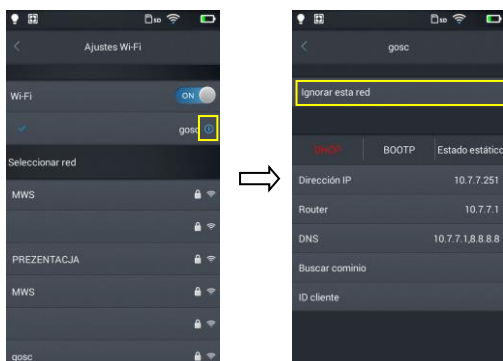 SD
Ajustes Wi-Fi
Wi-Fi
ON
gosc
Seleccionar red
MWS
PREZENTACJA
MWS
gosc
SD
gosc
Ignorar esta red
DHCP BOOTP Estado estático
Dirección IP 10.7.7.251
Router 10.7.7.1
DNS 10.7.7.1,8.8.8.8
Buscar cominio
ID cliente